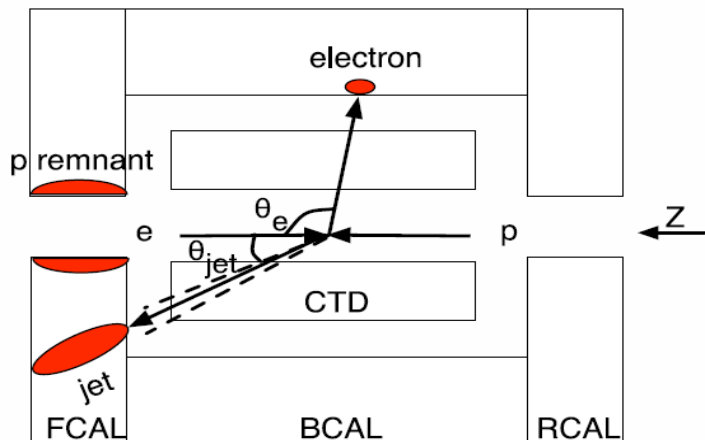 electron
p remnant
θe
e
p
Z
θjet
CTD
jet
FCAL
BCAL
RCAL